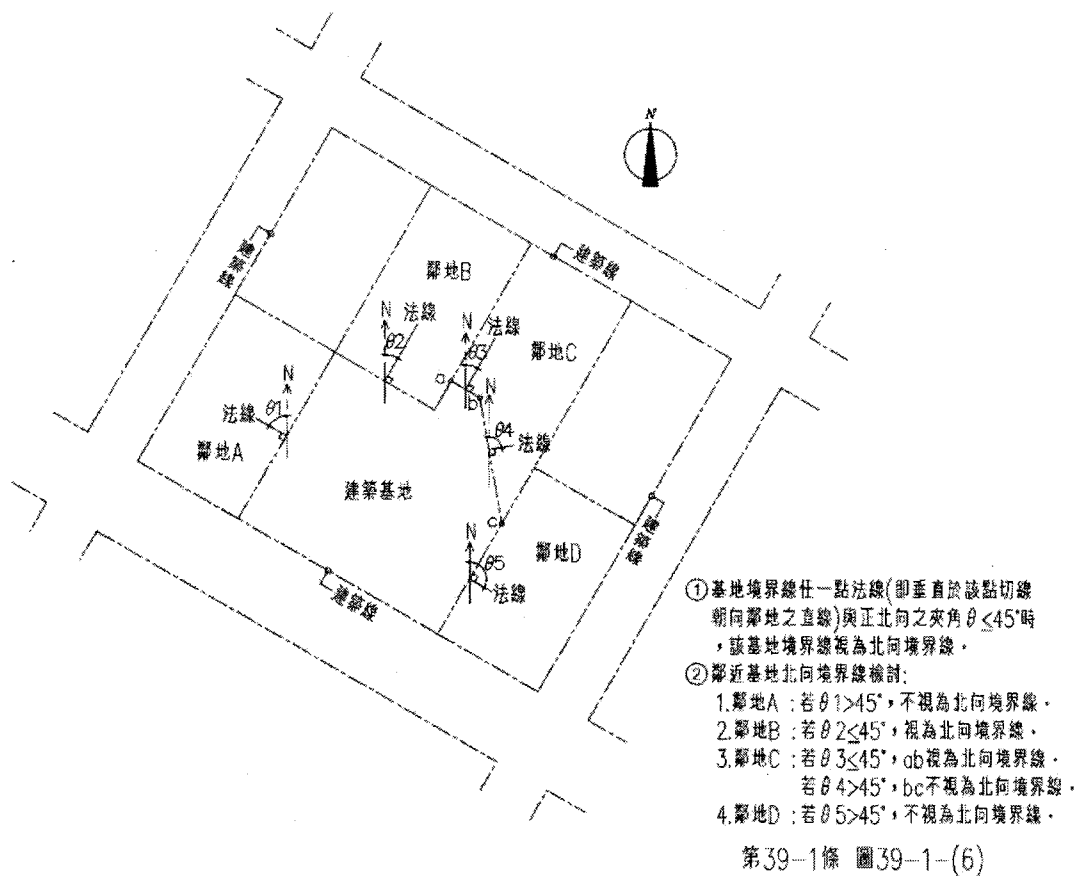 N
建築線
建築線
鄰地B
N
法線
θ2
N
法線
θ3
鄰地C
a
b
N
N
法線
θ1
鄰地A
θ4
法線
建築基地
c
建築線
N
θ5
鄰地D
法線
建築線
①基地境界線任一點法線(即垂直於該點切線
朝向鄰地之直線)與正北向之夾角θ≤45°時
，該基地境界線視為北向境界線。
②鄰近基地北向境界線檢討:
1.鄰地A：若θ1>45°，不視為北向境界線。
2.鄰地B：若θ2≤45°，視為北向境界線。
3.鄰地C：若θ3≤45°，ab視為北向境界線。
若θ4>45°，bc不視為北向境界線。
4.鄰地D：若θ5>45°，不視為北向境界線。
第39-1條 圖39-1-(6)